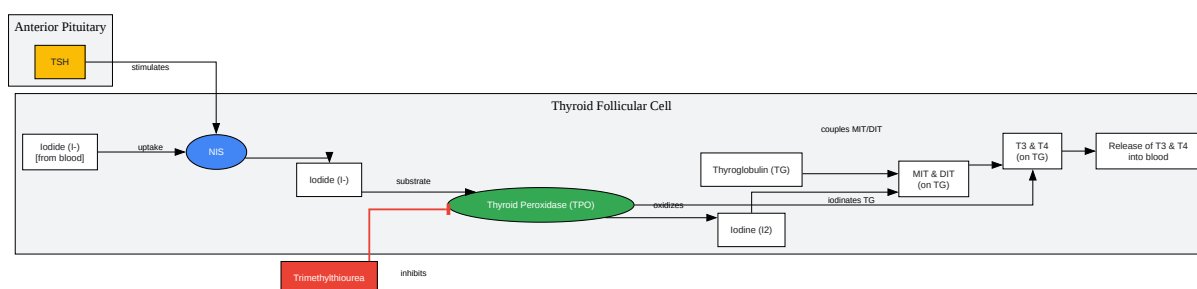 Anterior Pituitary
TSH
stimulates
Thyroid Follicular Cell
Iodide (I-)
[from blood]
uptake
NIS
Iodide (I-)
substrate
Thyroid Peroxidase (TPO)
oxidizes
Iodine (I2)
Thyroglobulin (TG)
couples MIT/DIT
MIT & DIT
(on TG)
iodinates TG
T3 & T4
(on TG)
Release of T3 & T4
into blood
Trimethylthiourea
inhibits